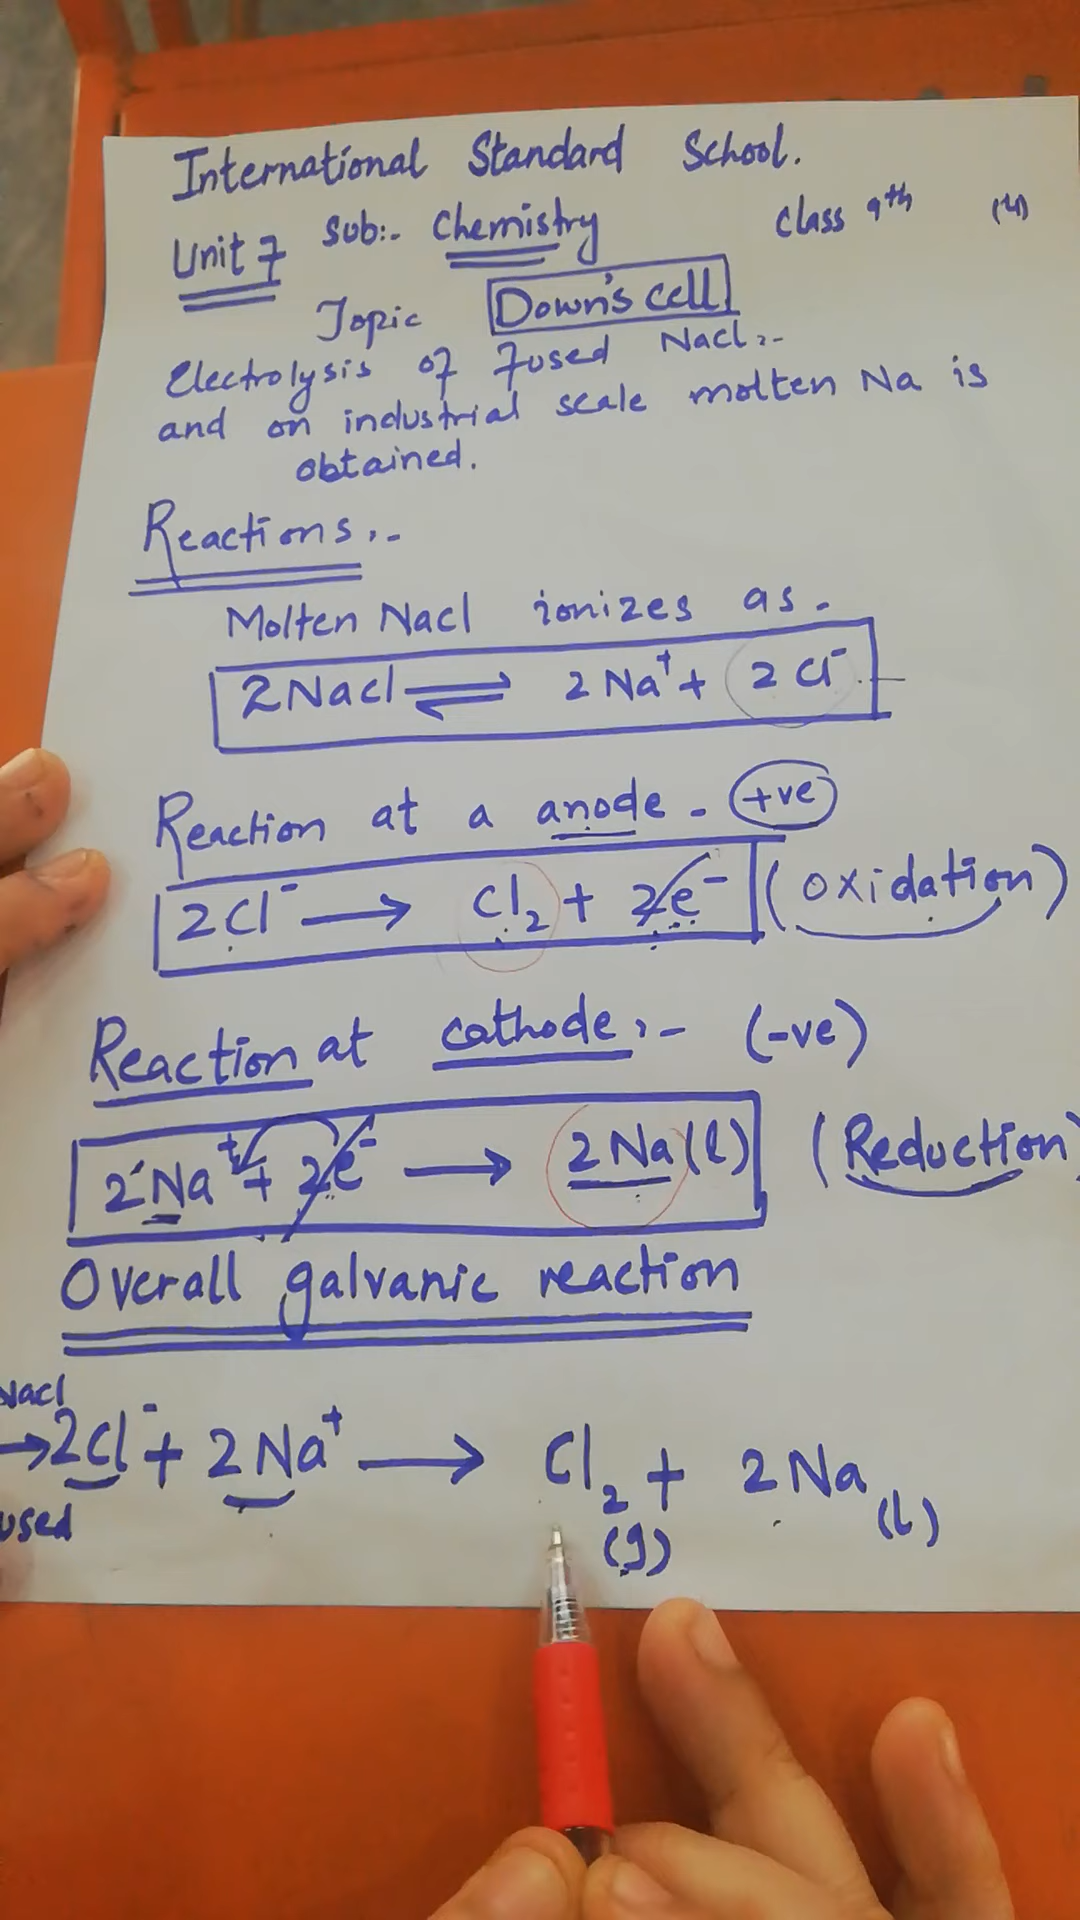 International Standard School.
Unit 7 Sub:- Chemistry Class 9th (4)
Topic Down's cell
Electrolysis of fused Nacl:-
and on industrial scale molten Na is
obtained.
Reactions:-
Molten Nacl ionizes as.
2Nacl ⇌ 2Na⁺ + 2Cl⁻
Reaction at a anode. +ve
2Cl⁻ → Cl₂ + 2e⁻ (oxidation)
Reaction at cathode:- (-ve)
2Na⁺ + 2e⁻ → 2Na(l) (Reduction)
Overall galvanic reaction
Nacl
→2Cl⁻ + 2Na⁺ → Cl₂ + 2Na (l)
used (g)